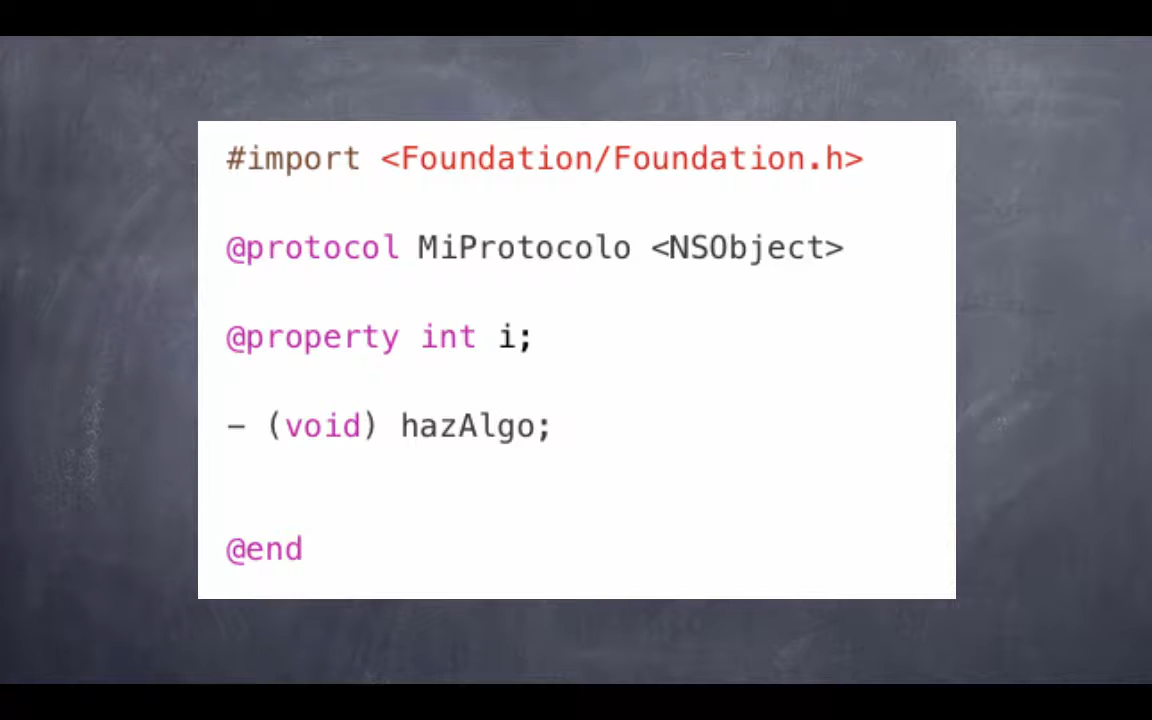 #import <Foundation/Foundation.h>
@protocol MiProtocolo <NSObject>
@property int i;
- (void) hazAlgo;
@end